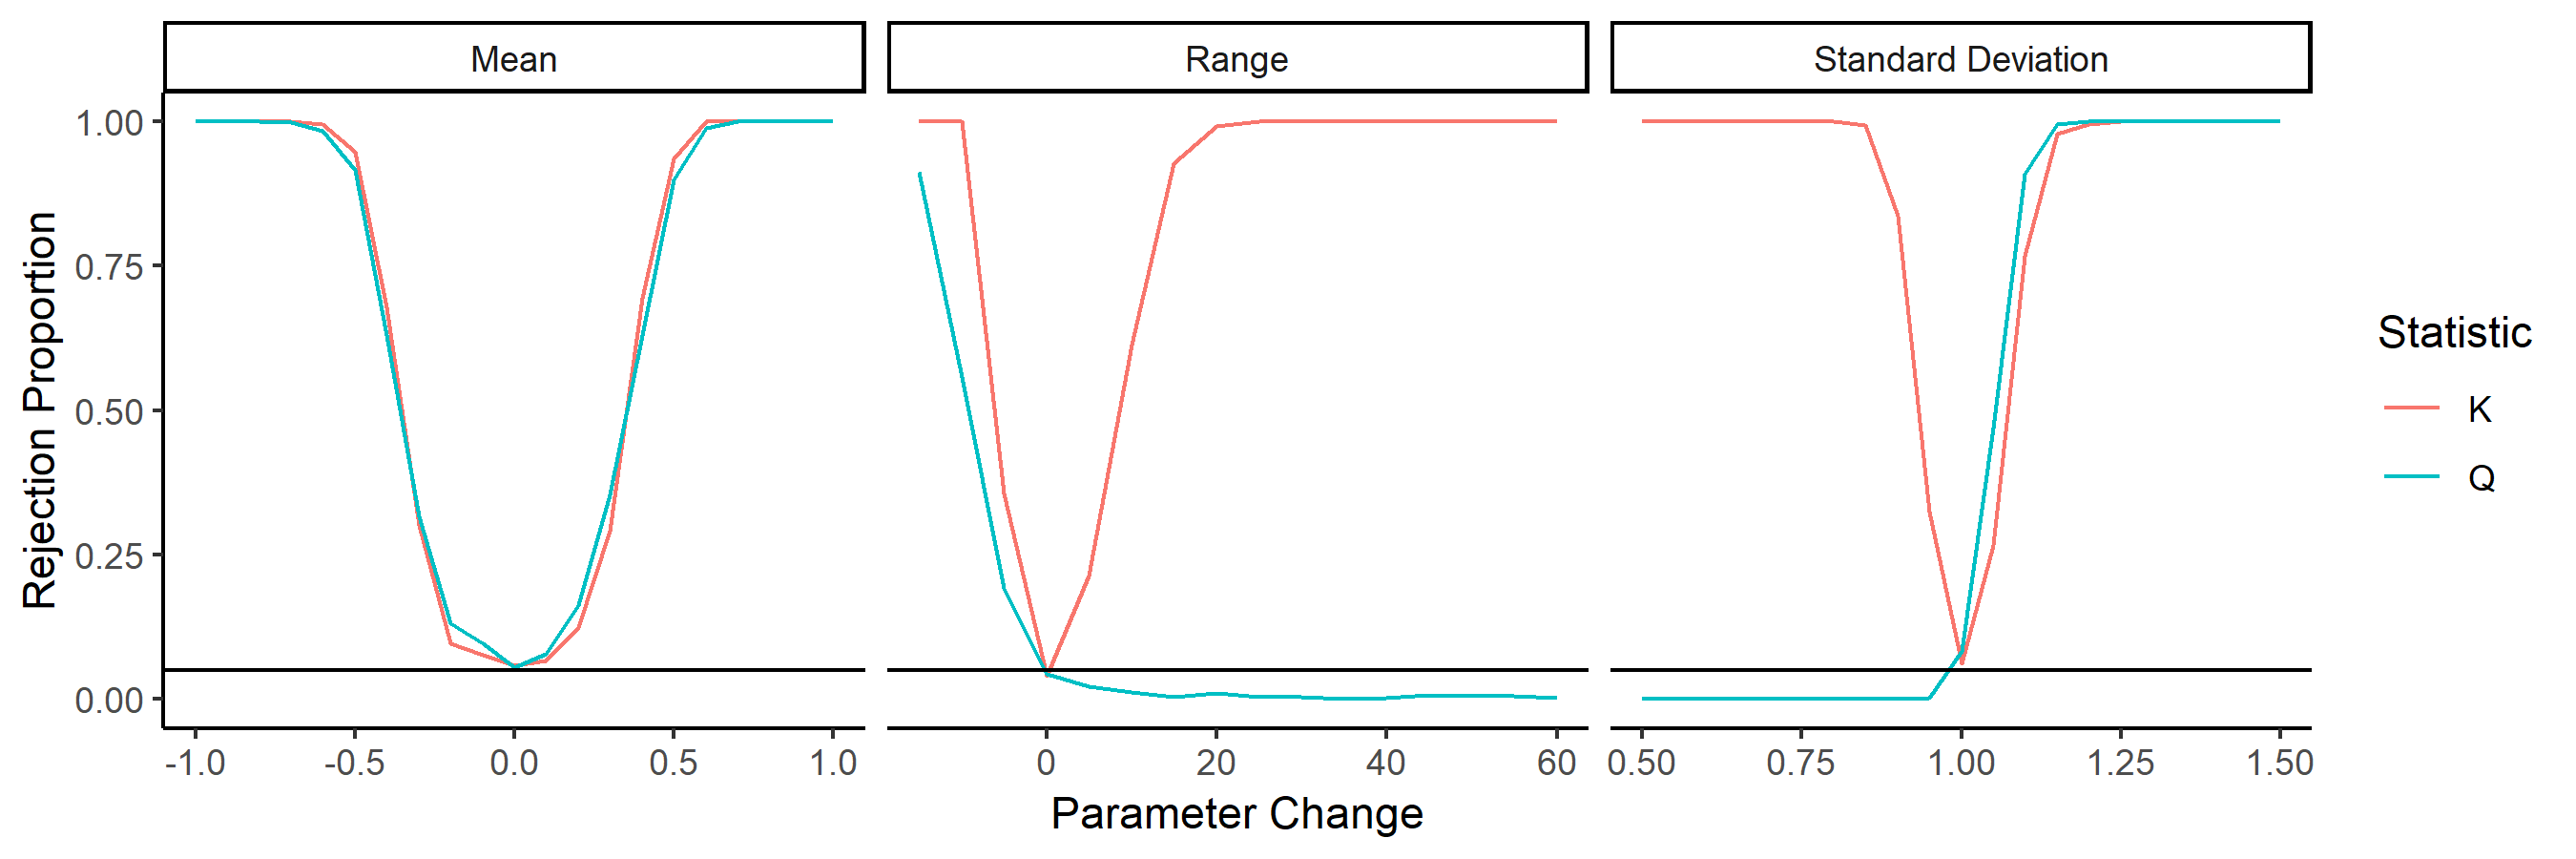 Mean
Range
Standard Deviation
Rejection Proportion
1.00
0.75
0.50
0.25
0.00
-1.0 -0.5 0.0 0.5 1.0
0 20 40 60
0.50 0.75 1.00 1.25 1.50
Parameter Change
Statistic
K
Q